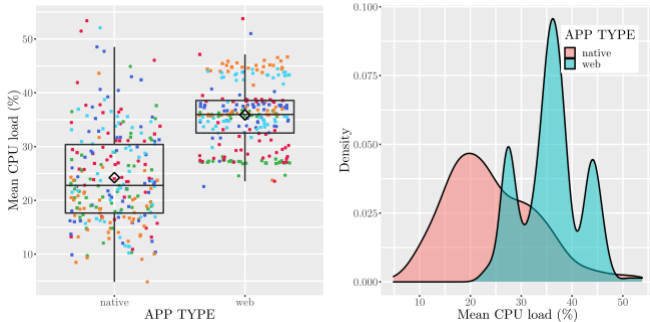 Mean CPU load (%)
50
40
30
20
10
native
web
APP TYPE
Density
0.100
0.075
0.050
0.025
0.000
APP TYPE
native
web
10
20
30
40
50
Mean CPU load (%)